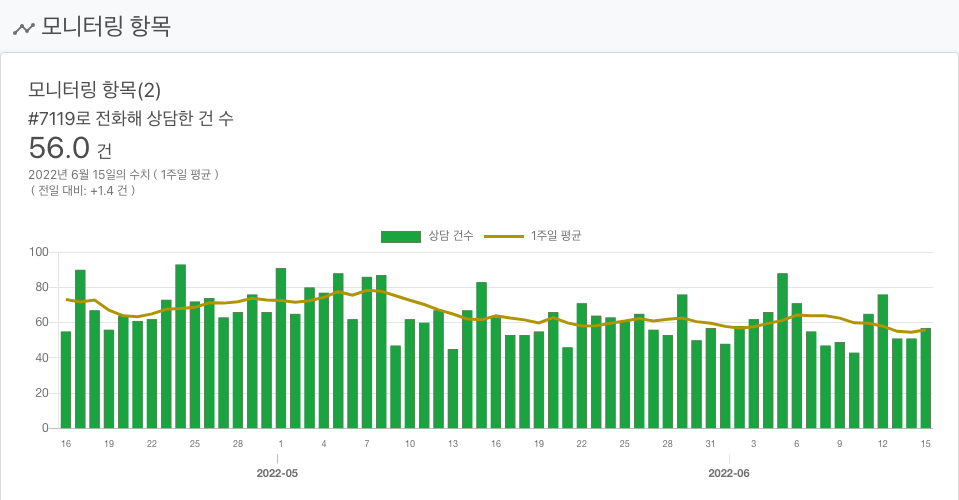 모니터링 항목
모니터링 항목(2)
#7119로 전화해 상담한 건 수
56.0 건
2022년 6월 15일의 수치 ( 1주일 평균 )
( 전일 대비: +1.4 건 )
상담 건수 1주일 평균
100
80
60
40
20
0
16 19 22 25 28 1 4 7 10 13 16 19 22 25 28 31 3 6 9 12 15
2022-05 2022-06